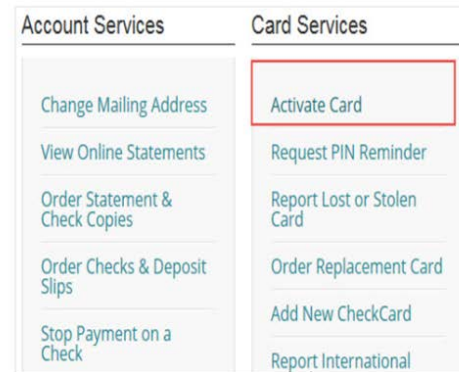 Account Services
Change Mailing Address
View Online Statements
Order Statement &
Check Copies
Order Checks & Deposit
Slips
Stop Payment on a
Check
Card Services
Activate Card
Request PIN Reminder
Report Lost or Stolen
Card
Order Replacement Card
Add New CheckCard
Report International